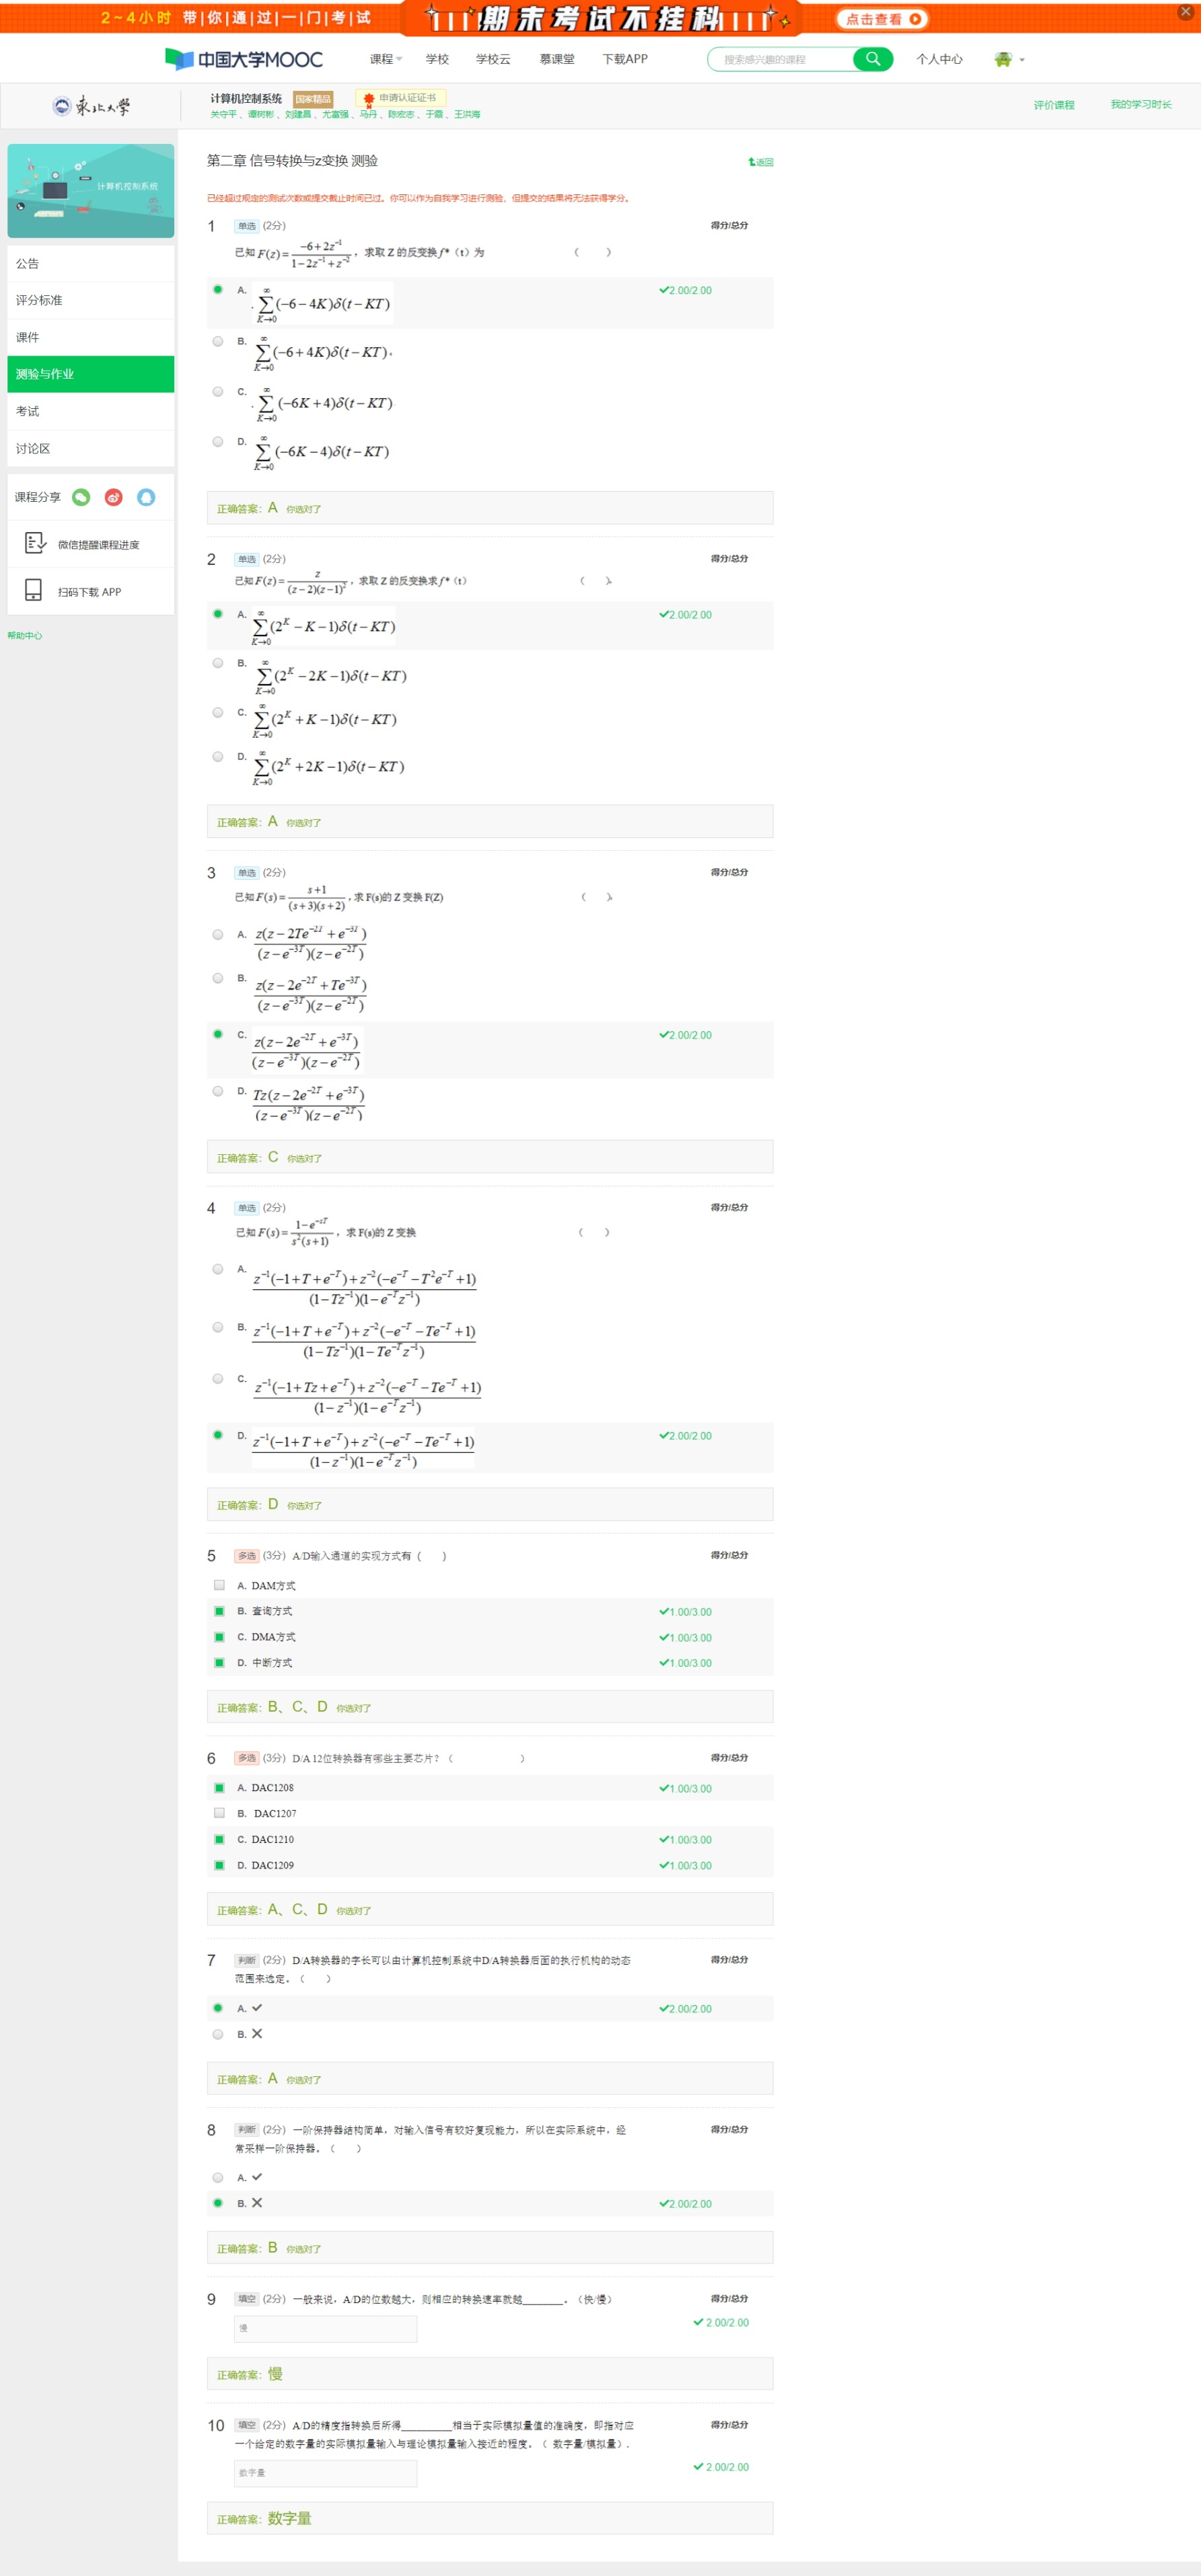 2~4小时 带|你|通|过|一|门|考|试 期末考试不挂科 点击查看
中国大学MOOC 课程 学校 学校云 慕课堂 下载APP 搜索感兴趣的课程 个人中心
东北大学 计算机控制系统 国家精品 申请认证证书 评价课程 我的学习时长
关守平、谭树彬、刘建昌、尤富强、马丹、陈宏志、于霞、王洪海
计算机控制系统
公告
评分标准
课件
测验与作业
考试
讨论区
课程分享
微信提醒课程进度
扫码下载 APP
帮助中心
第二章 信号转换与z变换 测验 返回
已经超过规定的测试次数或提交截止时间已过。你可以作为自我学习进行测验，但提交的结果将无法获得学分。
1 单选 (2分) 得分/总分
已知 F(z)=(-6+2z⁻¹)/(1-2z⁻¹+z⁻²)，求取 Z 的反变换 f*（t）为 （ ）
A. ∑_{K→0}^{∞}(-6-4K)δ(t-KT) 2.00/2.00
B. ∑_{K→0}^{∞}(-6+4K)δ(t-KT)
C. ∑_{K→0}^{∞}(-6K+4)δ(t-KT)
D. ∑_{K→0}^{∞}(-6K-4)δ(t-KT)
正确答案：A 你选对了
2 单选 (2分) 得分/总分
已知 F(z)=z/((z-2)(z-1)²)，求取 Z 的反变换求 f*（t） （ ）
A. ∑_{K→0}^{∞}(2^K-K-1)δ(t-KT) 2.00/2.00
B. ∑_{K→0}^{∞}(2^K-2K-1)δ(t-KT)
C. ∑_{K→0}^{∞}(2^K+K-1)δ(t-KT)
D. ∑_{K→0}^{∞}(2^K+2K-1)δ(t-KT)
正确答案：A 你选对了
3 单选 (2分) 得分/总分
已知 F(s)=(s+1)/((s+3)(s+2))，求 F(s)的 Z 变换 F(Z) （ ）
A. z(z-2Te^{-2T}+e^{-3T})/((z-e^{-3T})(z-e^{-2T}))
B. z(z-2e^{-2T}+Te^{-3T})/((z-e^{-3T})(z-e^{-2T}))
C. z(z-2e^{-2T}+e^{-3T})/((z-e^{-3T})(z-e^{-2T})) 2.00/2.00
D. Tz(z-2e^{-2T}+e^{-3T})/((z-e^{-3T})(z-e^{-2T}))
正确答案：C 你选对了
4 单选 (2分) 得分/总分
已知 F(s)=(1-e^{-sT})/(s²(s+1))，求 F(s)的 Z 变换 （ ）
A. (z⁻¹(-1+T+e^{-T})+z⁻²(-e^{-T}-T²e^{-T}+1))/((1-Tz⁻¹)(1-e^{-T}z⁻¹))
B. (z⁻¹(-1+T+e^{-T})+z⁻²(-e^{-T}-Te^{-T}+1))/((1-Tz⁻¹)(1-Te^{-T}z⁻¹))
C. (z⁻¹(-1+Tz+e^{-T})+z⁻²(-e^{-T}-Te^{-T}+1))/((1-z⁻¹)(1-e^{-T}z⁻¹))
D. (z⁻¹(-1+T+e^{-T})+z⁻²(-e^{-T}-Te^{-T}+1))/((1-z⁻¹)(1-e^{-T}z⁻¹)) 2.00/2.00
正确答案：D 你选对了
5 多选 (3分) A/D输入通道的实现方式有（ ） 得分/总分
A. DAM方式
B. 查询方式 1.00/3.00
C. DMA方式 1.00/3.00
D. 中断方式 1.00/3.00
正确答案：B、C、D 你选对了
6 多选 (3分) D/A 12位转换器有哪些主要芯片？（ ） 得分/总分
A. DAC1208 1.00/3.00
B. DAC1207
C. DAC1210 1.00/3.00
D. DAC1209 1.00/3.00
正确答案：A、C、D 你选对了
7 判断 (2分) D/A转换器的字长可以由计算机控制系统中D/A转换器后面的执行机构的动态 得分/总分
范围来选定。（ ）
A. ✓ 2.00/2.00
B. ✕
正确答案：A 你选对了
8 判断 (2分) 一阶保持器结构简单，对输入信号有较好复现能力，所以在实际系统中，经 得分/总分
常采样一阶保持器。（ ）
A. ✓
B. ✕ 2.00/2.00
正确答案：B 你选对了
9 填空 (2分) 一般来说，A/D的位数越大，则相应的转换速率就越________。（快/慢） 得分/总分
慢 2.00/2.00
正确答案：慢
10 填空 (2分) A/D的精度指转换后所得__________相当于实际模拟量值的准确度，即指对应 得分/总分
一个给定的数字量的实际模拟量输入与理论模拟量输入接近的程度。（ 数字量/模拟量）.
数字量 2.00/2.00
正确答案：数字量